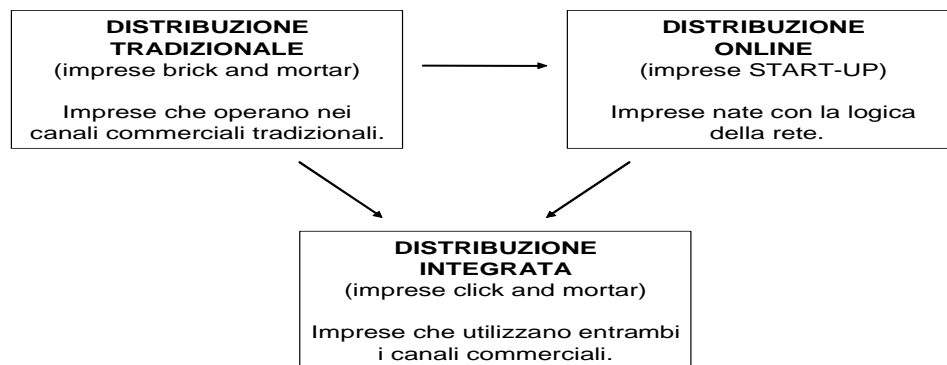 DISTRIBUZIONE
TRADIZIONALE
(imprese brick and mortar)
Imprese che operano nei
canali commerciali tradizionali.
DISTRIBUZIONE
ONLINE
(imprese START-UP)
Imprese nate con la logica
della rete.
DISTRIBUZIONE
INTEGRATA
(imprese click and mortar)
Imprese che utilizzano entrambi
i canali commerciali.